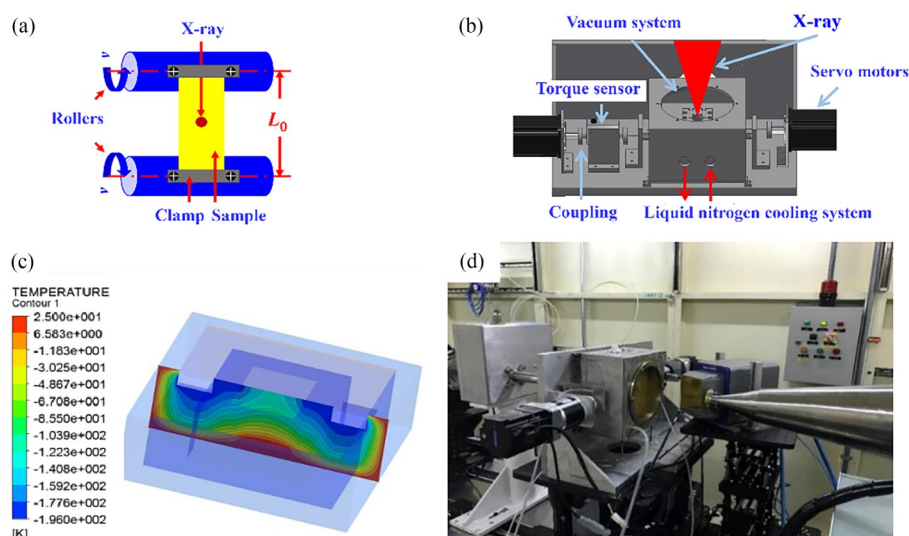 (a)
X-ray
v
Rollers
L0
v
Clamp Sample
(b)
Vacuum system
X-ray
Servo motors
Torque sensor
Coupling
Liquid nitrogen cooling system
(c)
TEMPERATURE
Contour 1
2.500e+001
6.583e+000
-1.183e+001
-3.025e+001
-4.867e+001
-6.708e+001
-8.550e+001
-1.039e+002
-1.223e+002
-1.408e+002
-1.592e+002
-1.776e+002
-1.960e+002
[K]
(d)